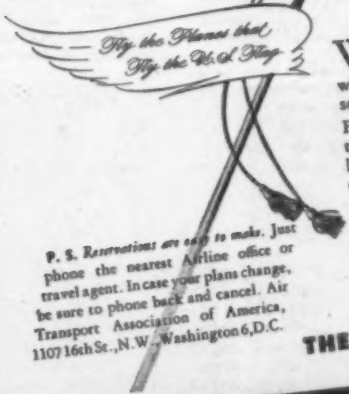 Fly the Planes that
Fly the U.S. Flag
P. S. Reservations are easy to make. Just
phone the nearest Airline office or
travel agent. In case your plans change,
be sure to phone back and cancel. Air
Transport Association of America,
1107 16th St., N. W., Washington 6, D.C.
THE